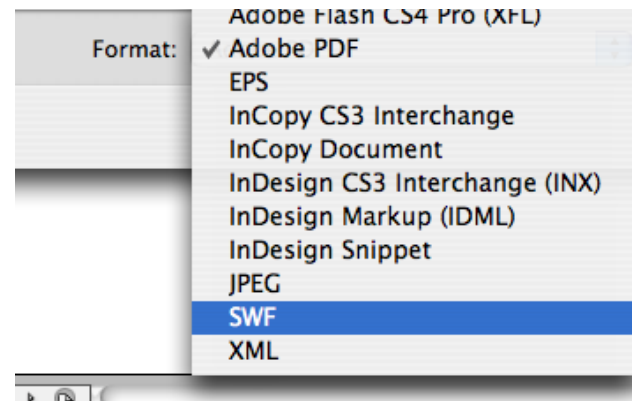 Adobe Flash CS4 Pro (XFL)
Format: ✓ Adobe PDF
EPS
InCopy CS3 Interchange
InCopy Document
InDesign CS3 Interchange (INX)
InDesign Markup (IDML)
InDesign Snippet
JPEG
SWF
XML